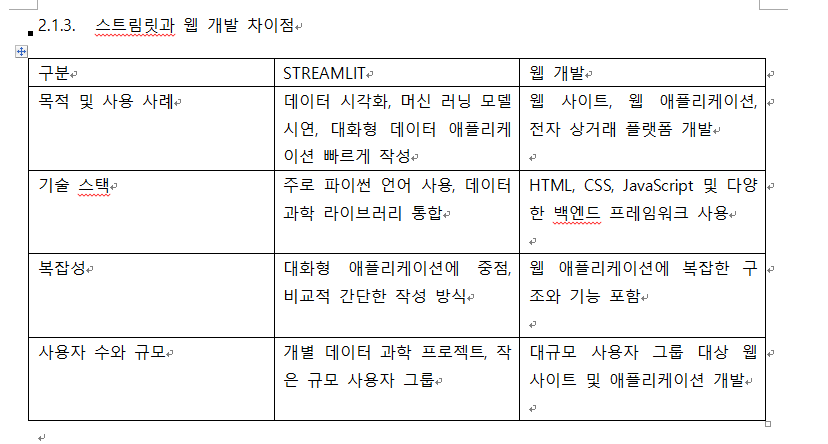 2.1.3. 스트림릿과 웹 개발 차이점
구분 STREAMLIT 웹 개발
목적 및 사용 사례
데이터 시각화, 머신 러닝 모델
시연, 대화형 데이터 애플리케
이션 빠르게 작성
웹 사이트, 웹 애플리케이션,
전자 상거래 플랫폼 개발
기술 스택
주로 파이썬 언어 사용, 데이터
과학 라이브러리 통합
HTML, CSS, JavaScript 및 다양
한 백엔드 프레임워크 사용
복잡성
대화형 애플리케이션에 중점,
비교적 간단한 작성 방식
웹 애플리케이션에 복잡한 구
조와 기능 포함
사용자 수와 규모
개별 데이터 과학 프로젝트, 작
은 규모 사용자 그룹
대규모 사용자 그룹 대상 웹
사이트 및 애플리케이션 개발